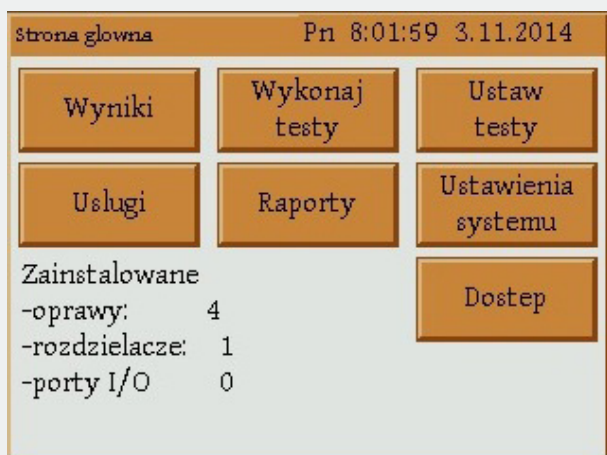 Strona glowna Pn 8:01:59 3.11.2014
Wyniki
Wykonaj
testy
Ustaw
testy
Uslugi
Raporty
Ustawienia
systemu
Zainstalowane
-oprawy: 4
-rozdzielacze: 1
-porty I/O 0
Dostep